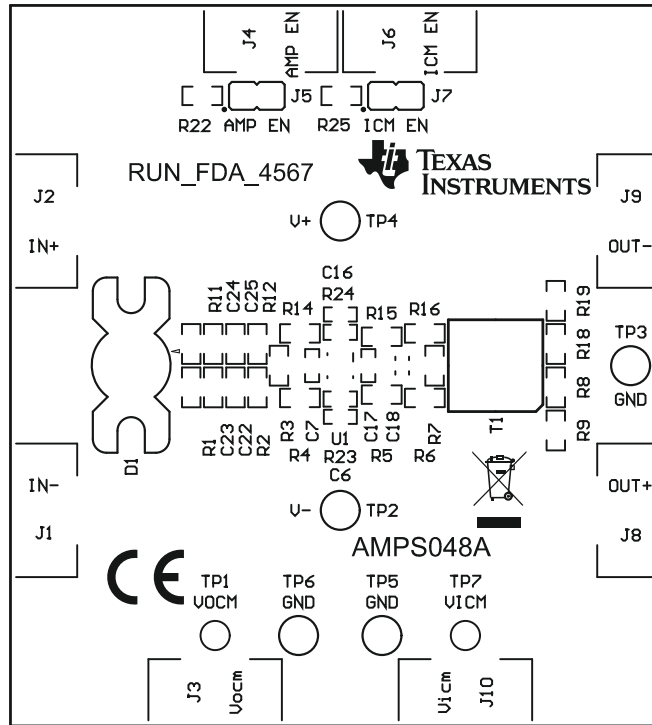 J4
AMP EN
J6
ICM EN
J5
J7
R22 AMP EN
R25 ICM EN
RUN_FDA_4567
TEXAS
INSTRUMENTS
J2
IN+
J9
OUT-
V+
TP4
C16
R24
R11
C24
C25
R12
R14
R15
R16
R19
R18
TP3
GND
R8
R9
R1
C23
C22
R2
R3
R4
C7
U1
R23
C6
C17
R5
C18
R6
R7
T1
D1
IN-
J1
V-
TP2
OUT+
J8
AMPS048A
CE
TP1
VOCM
TP6
GND
TP5
GND
TP7
VICM
J3
Vocm
Vicm
J10